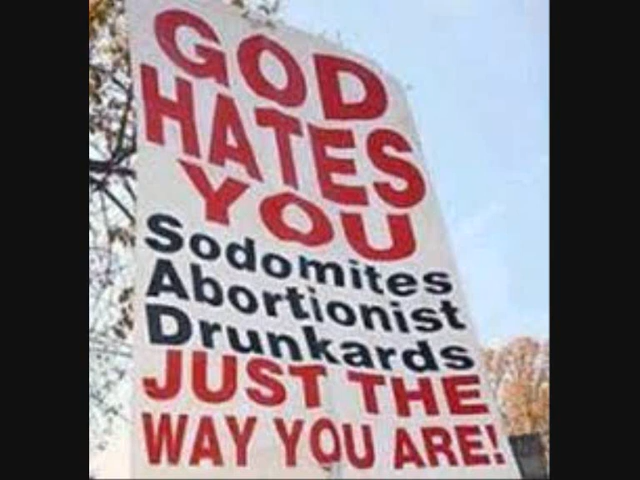 GOD
HATES
YOU
Sodomites
Abortionist
Drunkards
JUST THE
WAY YOU ARE!